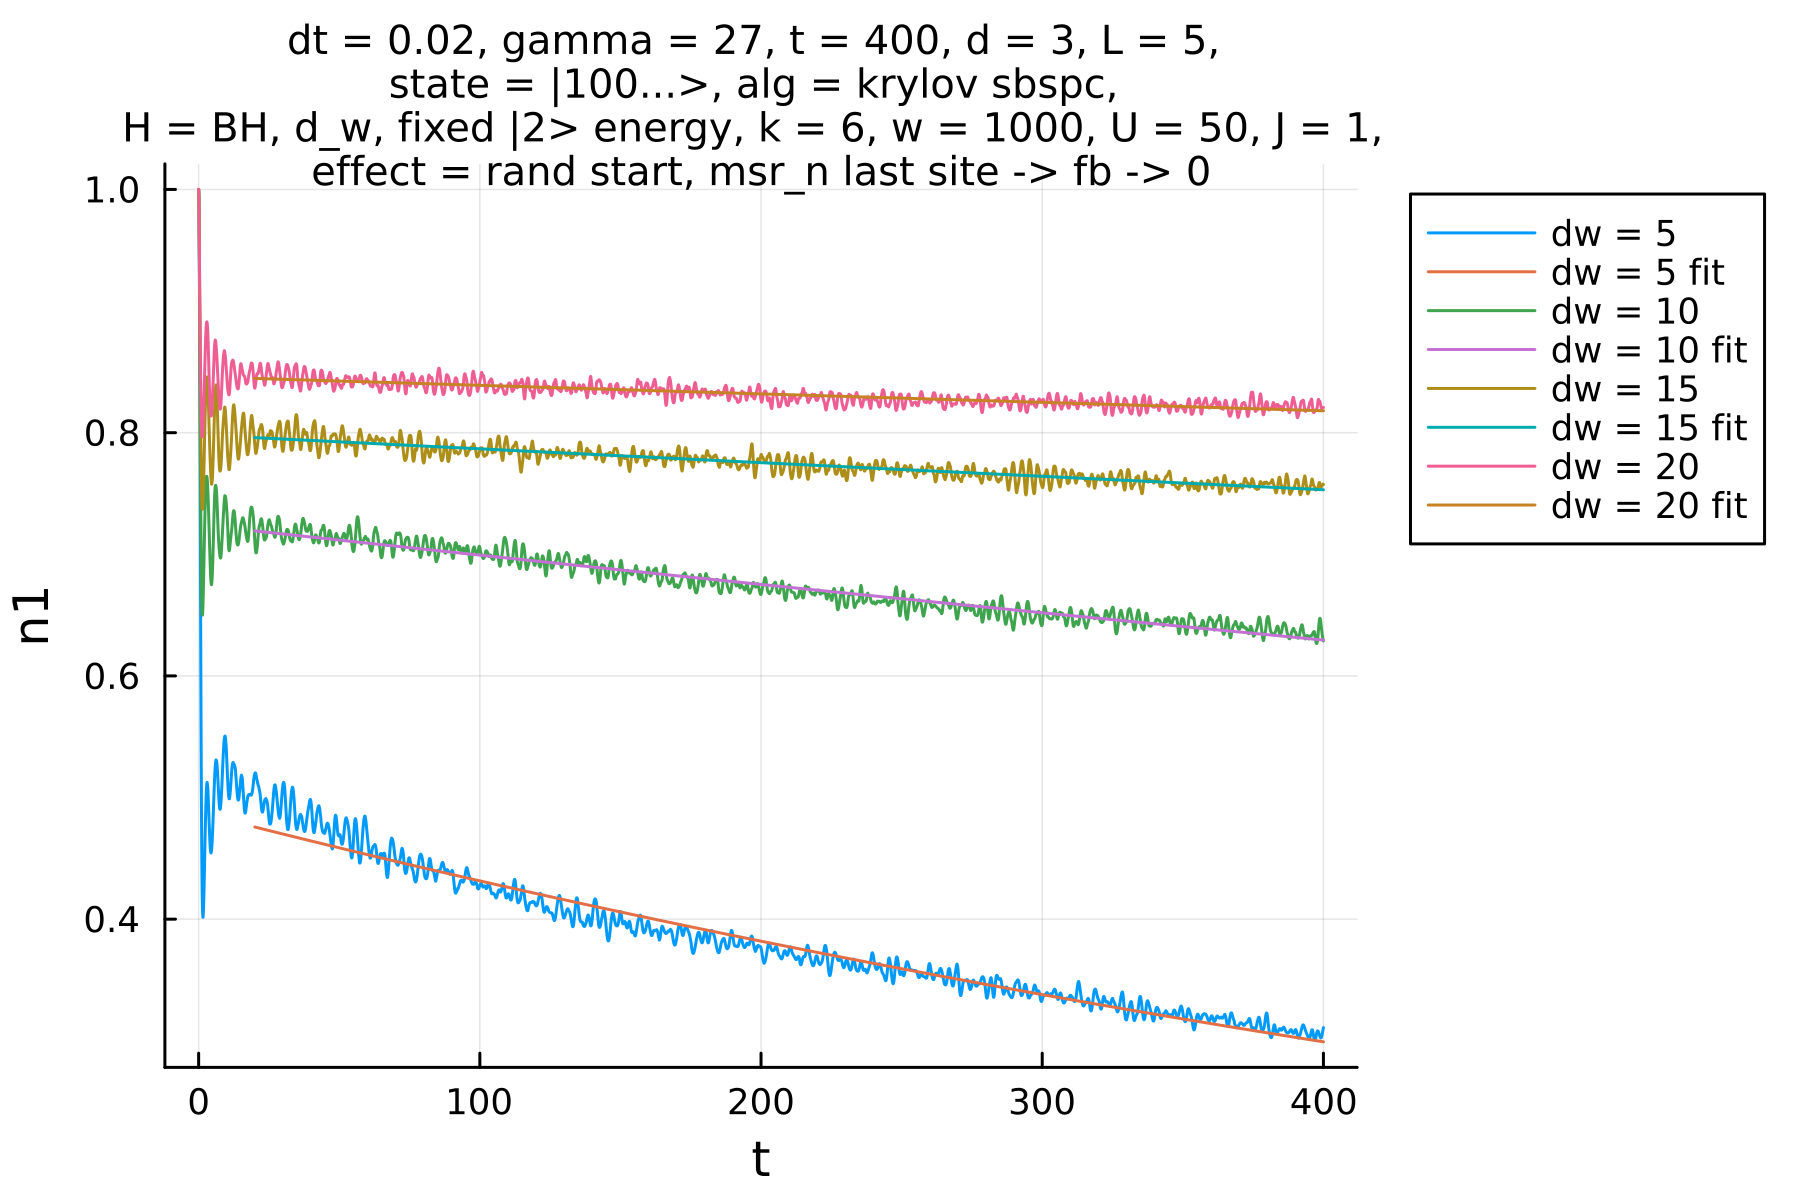 dt = 0.02, gamma = 27, t = 400, d = 3, L = 5,
state = |100...>, alg = krylov sbspc,
H = BH, d_w, fixed |2> energy, k = 6, w = 1000, U = 50, J = 1,
effect = rand start, msr_n last site -> fb -> 0
1.0
0.8
0.6
0.4
n1
0
100
200
300
400
t
dw = 5
dw = 5 fit
dw = 10
dw = 10 fit
dw = 15
dw = 15 fit
dw = 20
dw = 20 fit